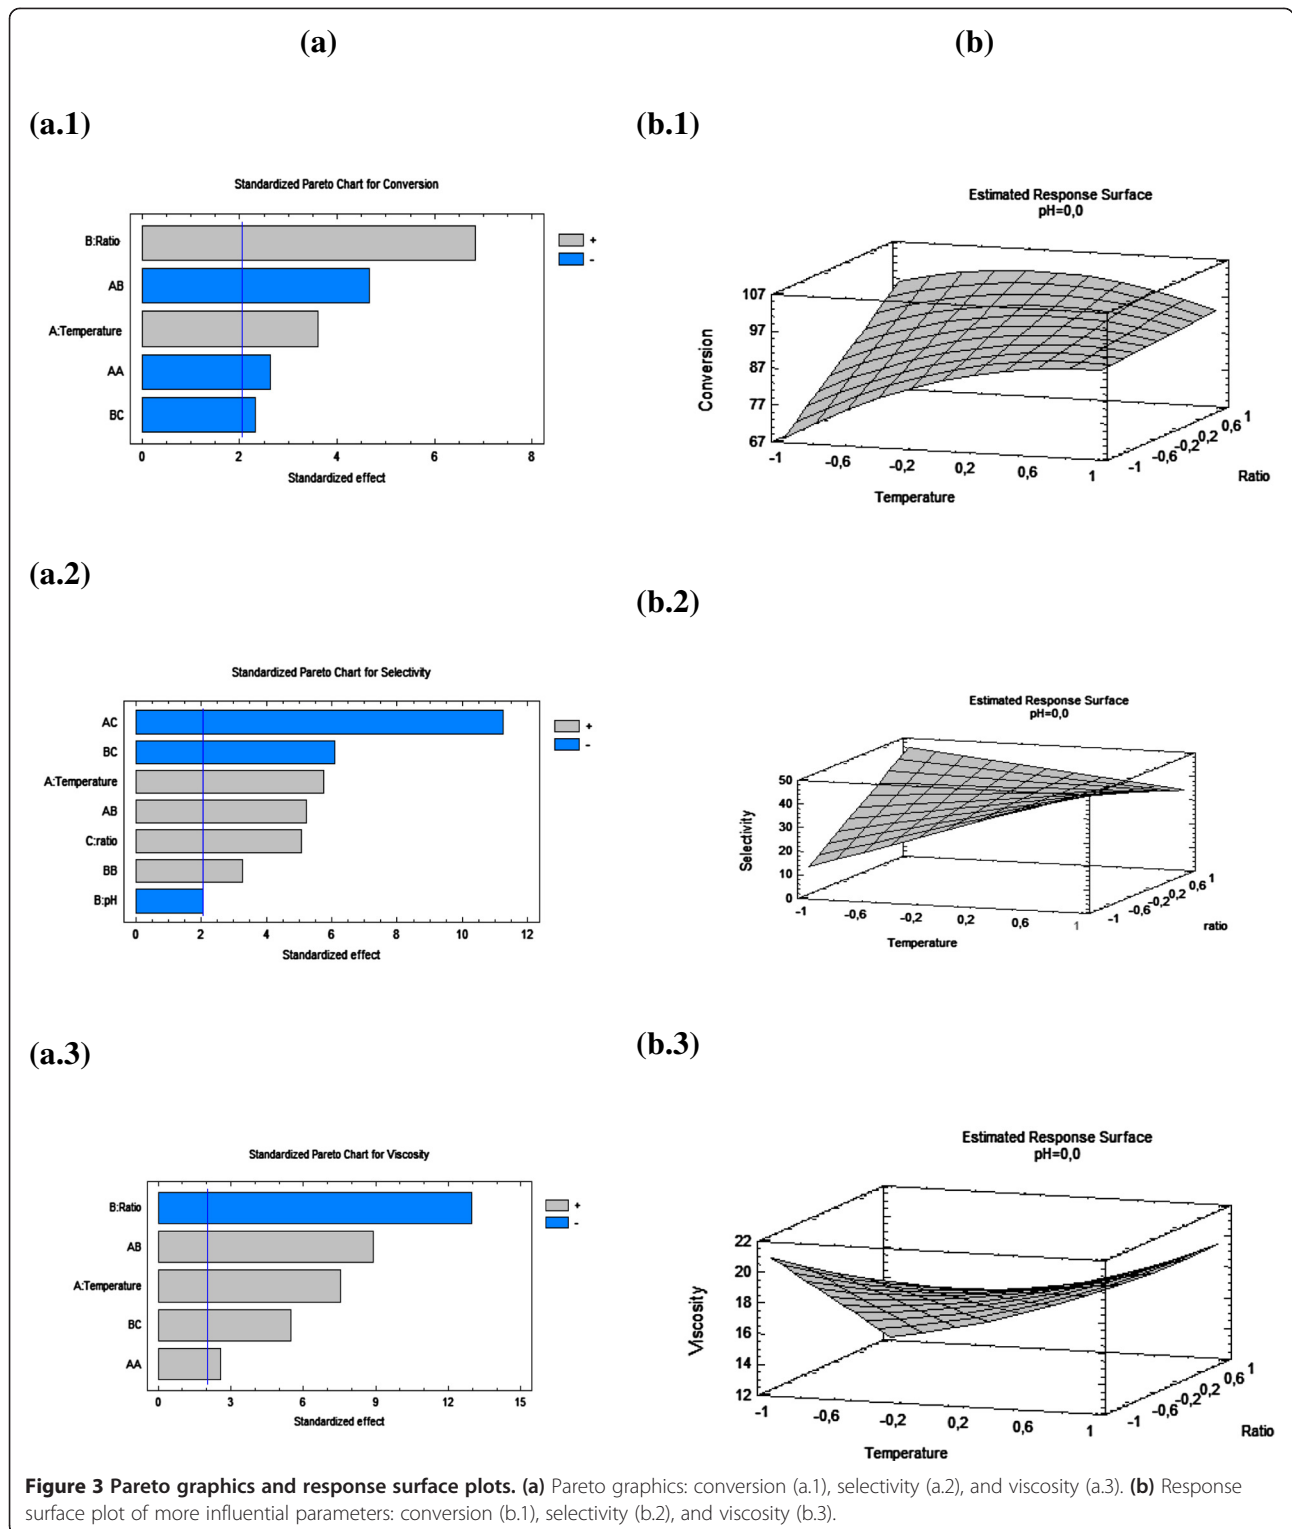 (a)
(b)
(a.1)
(b.1)
Standardized Pareto Chart for Conversion
B:Ratio
AB
A:Temperature
AA
BC
0 2 4 6 8
Standardized effect
+
-
Estimated Response Surface
pH=0,0
107
97
87
77
67
Conversion
-1 -0,6 -0,2 0,2 0,6 1
Temperature
-1 -0,6 -0,2 0,2 0,6 1
Ratio
(a.2)
(b.2)
Standardized Pareto Chart for Selectivity
AC
BC
A:Temperature
AB
C:ratio
BB
B:pH
0 2 4 6 8 10 12
Standardized effect
+
-
Estimated Response Surface
pH=0,0
50
40
30
20
10
0
Selectivity
-1 -0,6 -0,2 0,2 0,6 1
Temperature
-1 -0,6 -0,2 0,2 0,6 1
ratio
(a.3)
(b.3)
Standardized Pareto Chart for Viscosity
B:Ratio
AB
A:Temperature
BC
AA
0 3 6 9 12 15
Standardized effect
+
-
Estimated Response Surface
pH=0,0
22
20
18
16
14
12
Viscosity
-1 -0,6 -0,2 0,2 0,6 1
Temperature
-1 -0,6 -0,2 0,2 0,6 1
Ratio
Figure 3 Pareto graphics and response surface plots. (a) Pareto graphics: conversion (a.1), selectivity (a.2), and viscosity (a.3). (b) Response
surface plot of more influential parameters: conversion (b.1), selectivity (b.2), and viscosity (b.3).